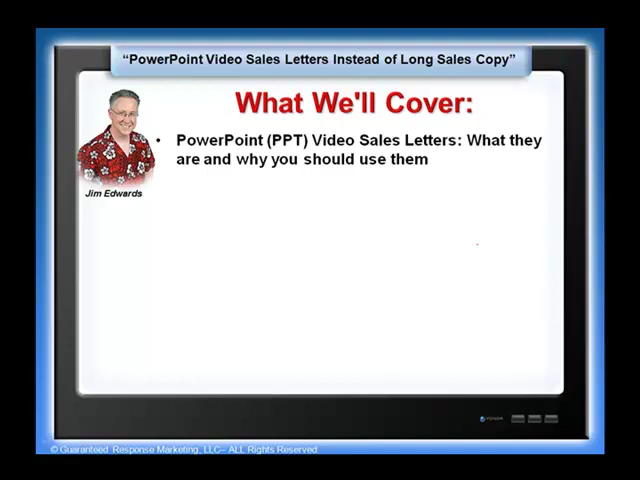 “PowerPoint Video Sales Letters Instead of Long Sales Copy”
What We'll Cover:
• PowerPoint (PPT) Video Sales Letters: What they
are and why you should use them
Jim Edwards
© Guaranteed Response Marketing, LLC– ALL Rights Reserved